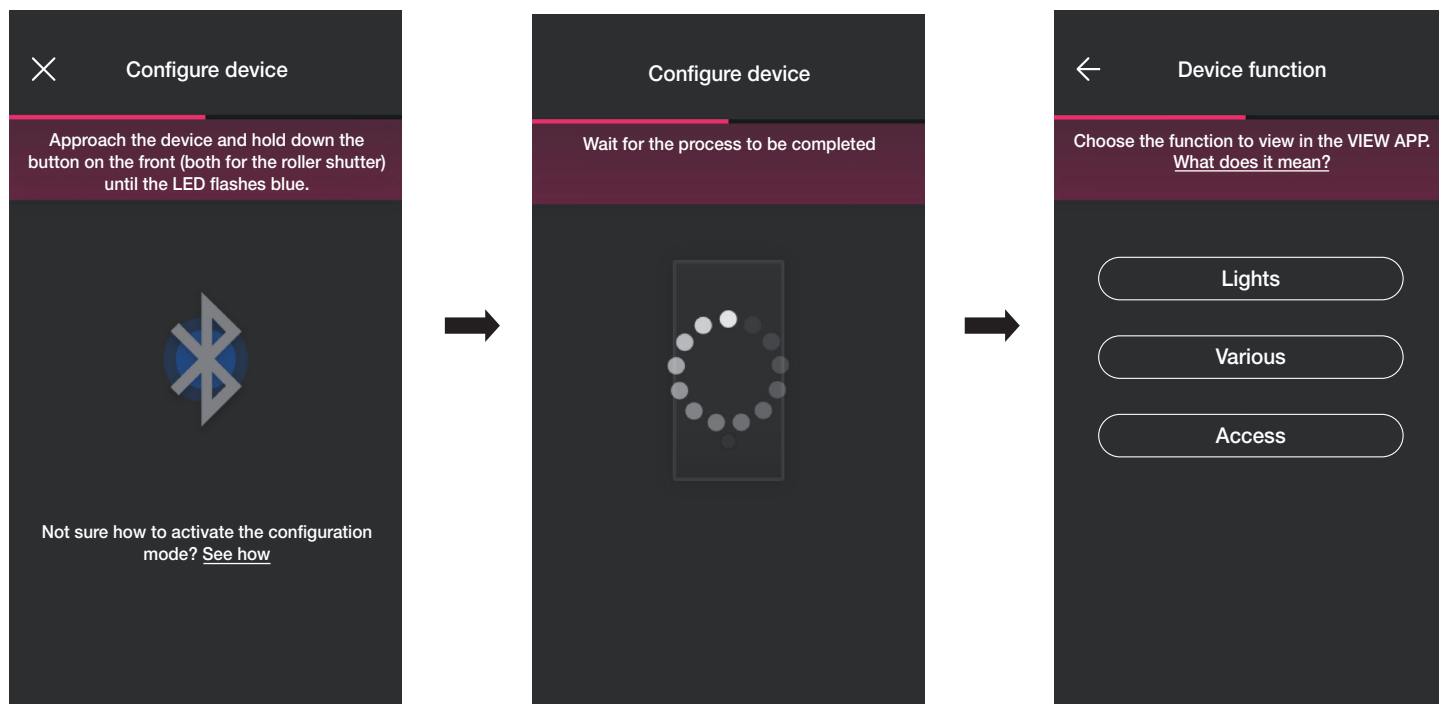 Configure device
Approach the device and hold down the
button on the front (both for the roller shutter)
until the LED flashes blue.
Not sure how to activate the configuration
mode? See how
Configure device
Wait for the process to be completed
Device function
Choose the function to view in the VIEW APP.
What does it mean?
Lights
Various
Access